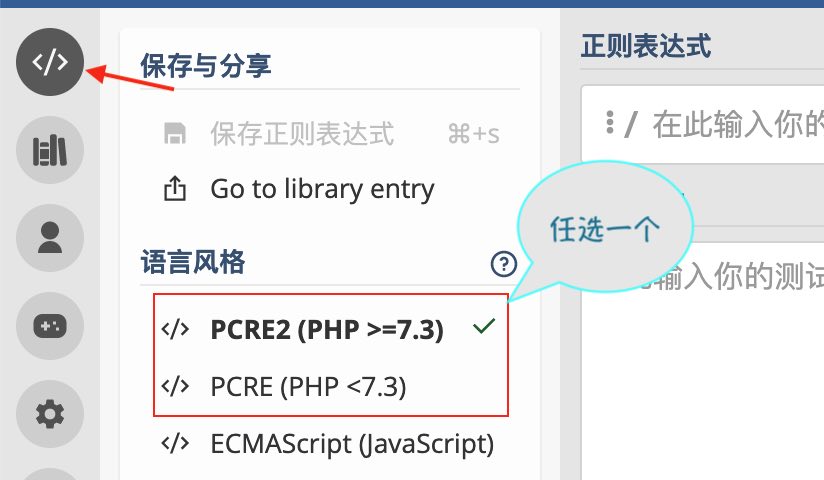 保存与分享
保存正则表达式 ⌘+s
Go to library entry
语言风格
PCRE2 (PHP >=7.3)
PCRE (PHP <7.3)
ECMAScript (JavaScript)
任选一个
正则表达式
/ 在此输入你的
输入你的测试